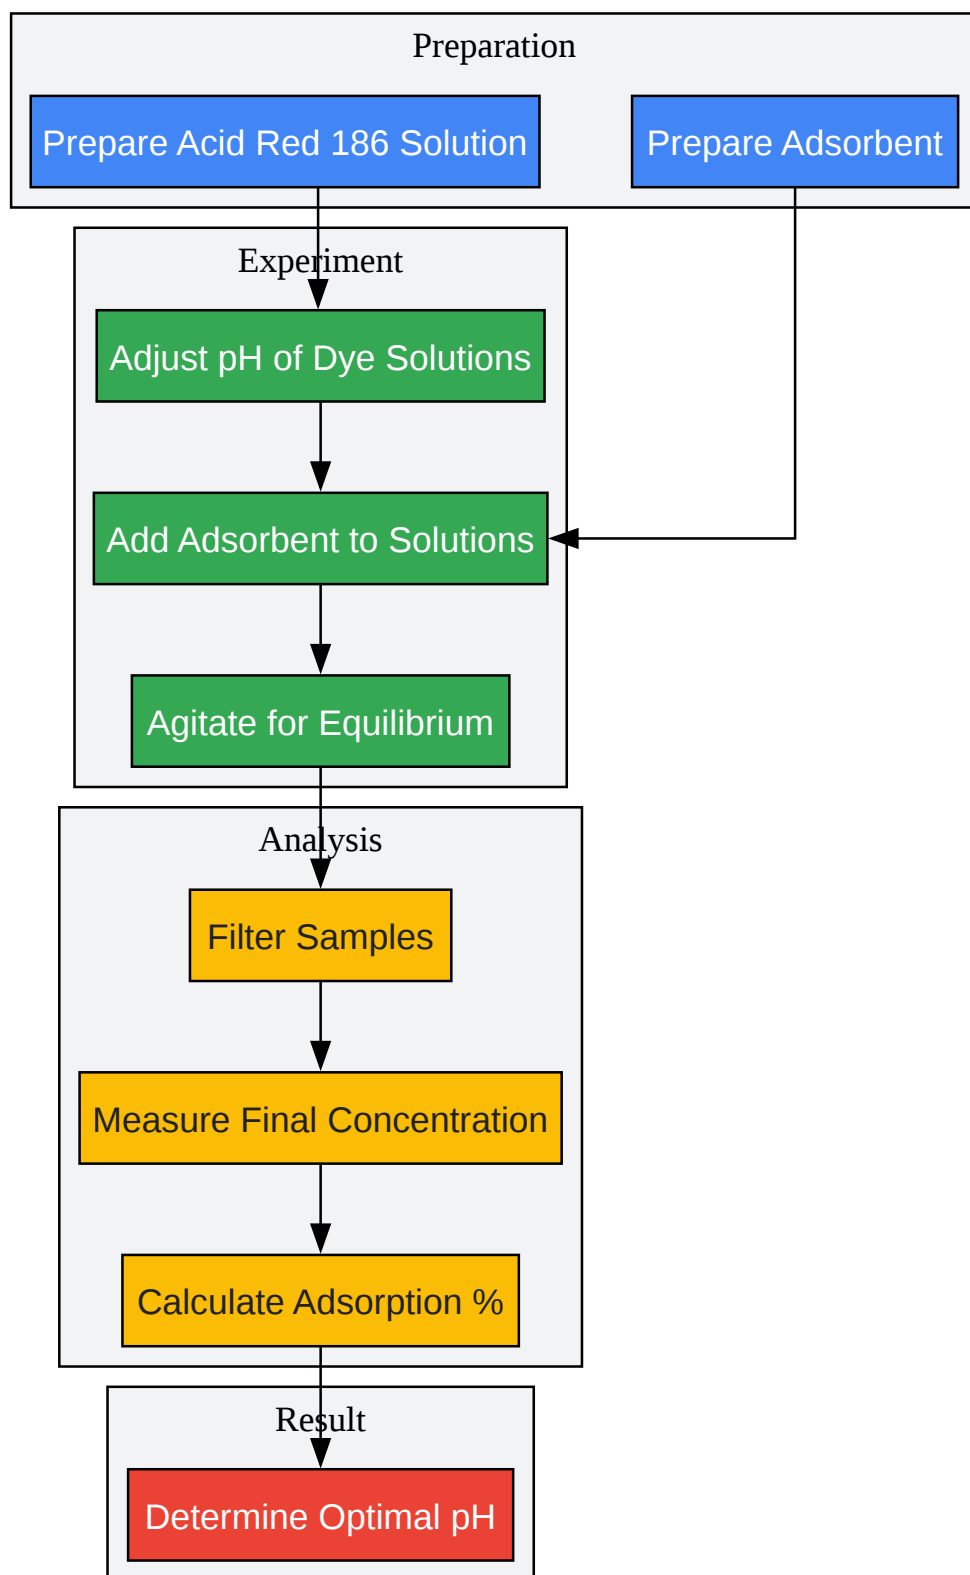 Preparation
Prepare Acid Red 186 Solution
Prepare Adsorbent
Experiment
Adjust pH of Dye Solutions
Add Adsorbent to Solutions
Agitate for Equilibrium
Analysis
Filter Samples
Measure Final Concentration
Calculate Adsorption %
Result
Determine Optimal pH